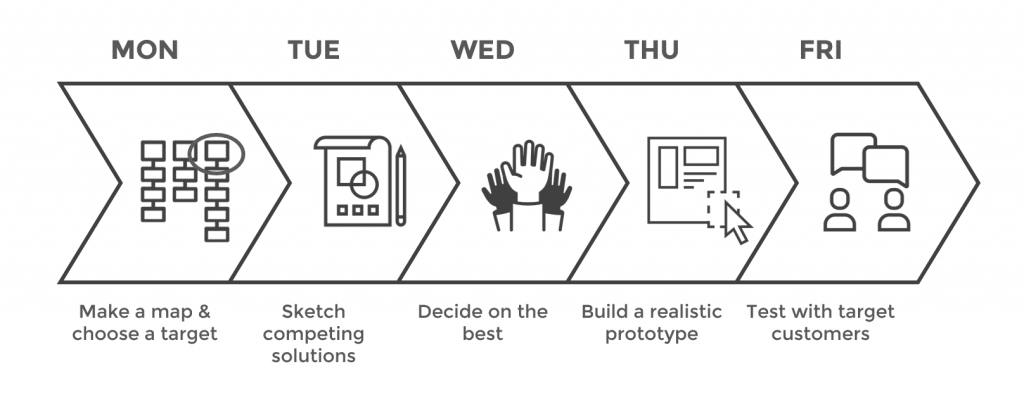 MON
TUE
WED
THU
FRI
Make a map &
choose a target
Sketch
competing
solutions
Decide on the
best
Build a realistic
prototype
Test with target
customers